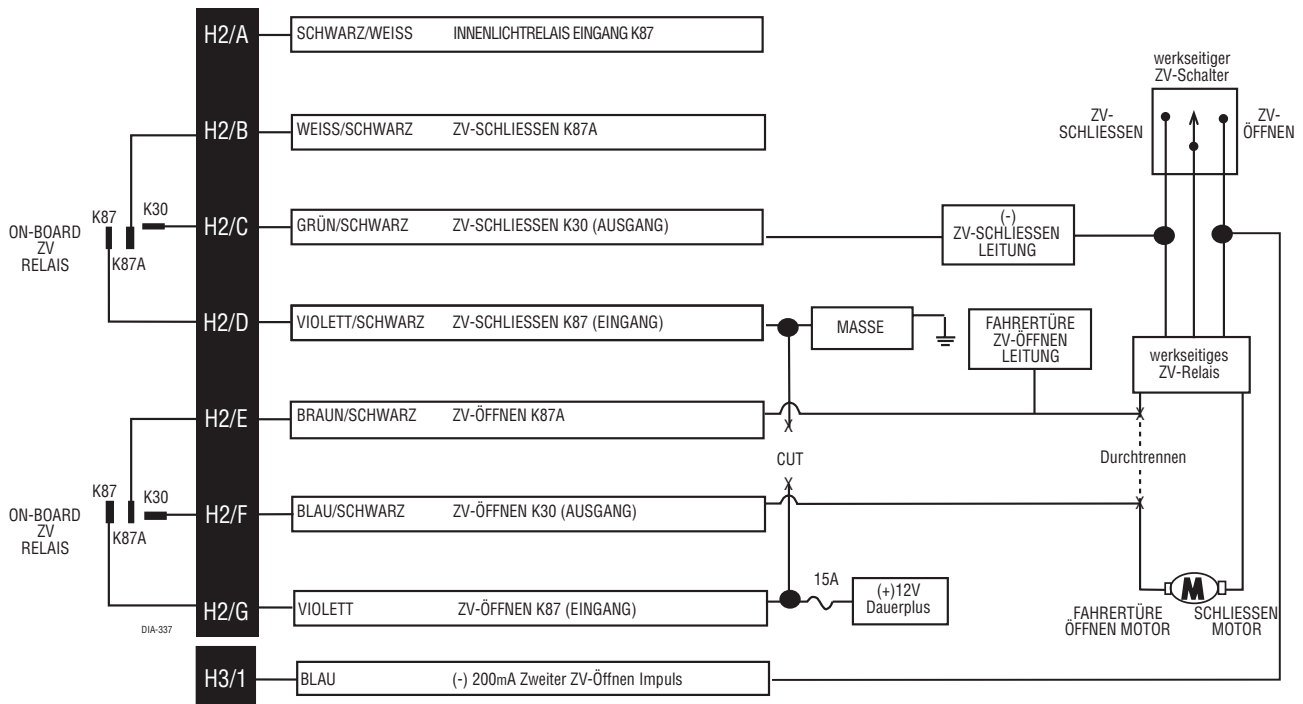 H2/A SCHWARZ/WEISS INNENLICHTRELAIS EINGANG K87
werkseitiger
ZV-Schalter
ZV-
SCHLIESSEN
ZV-
ÖFFNEN
H2/B WEISS/SCHWARZ ZV-SCHLIESSEN K87A
K87
K30
K87A
ON-BOARD
ZV
RELAIS
H2/C GRÜN/SCHWARZ ZV-SCHLIESSEN K30 (AUSGANG)
(-)
ZV-SCHLIESSEN
LEITUNG
H2/D VIOLETT/SCHWARZ ZV-SCHLIESSEN K87 (EINGANG)
MASSE
FAHRERTÜRE
ZV-ÖFFNEN
LEITUNG
werkseitiges
ZV-Relais
H2/E BRAUN/SCHWARZ ZV-ÖFFNEN K87A
X
X
CUT
Durchtrennen
X
X
K87
K30
K87A
ON-BOARD
ZV
RELAIS
H2/F BLAU/SCHWARZ ZV-ÖFFNEN K30 (AUSGANG)
H2/G VIOLETT ZV-ÖFFNEN K87 (EINGANG)
15A
(+)12V
Dauerplus
M
FAHRERTÜRE
ÖFFNEN MOTOR
SCHLIESSEN
MOTOR
DIA-337
H3/1 BLAU (-) 200mA Zweiter ZV-Öffnen Impuls